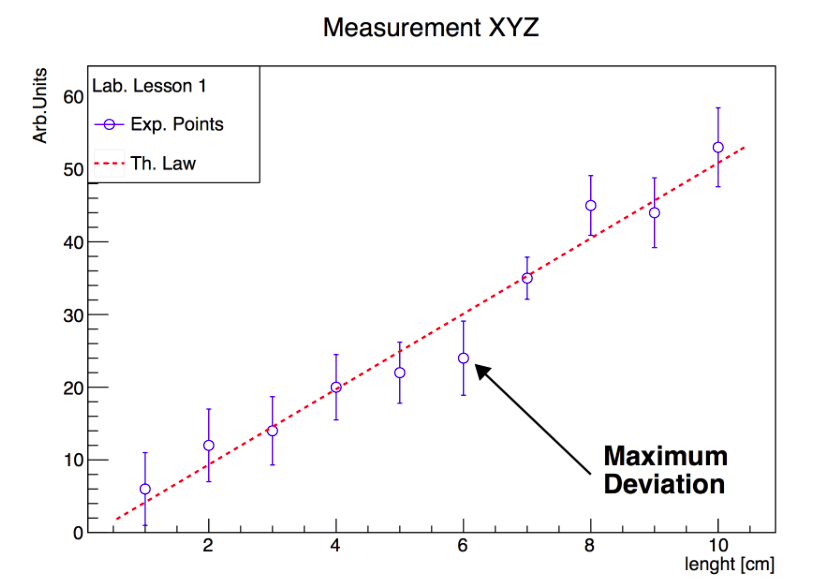 Measurement XYZ
Arb.Units
Lab. Lesson 1
Exp. Points
Th. Law
60
50
40
30
20
10
0
Maximum
Deviation
2 4 6 8 10
lenght [cm]